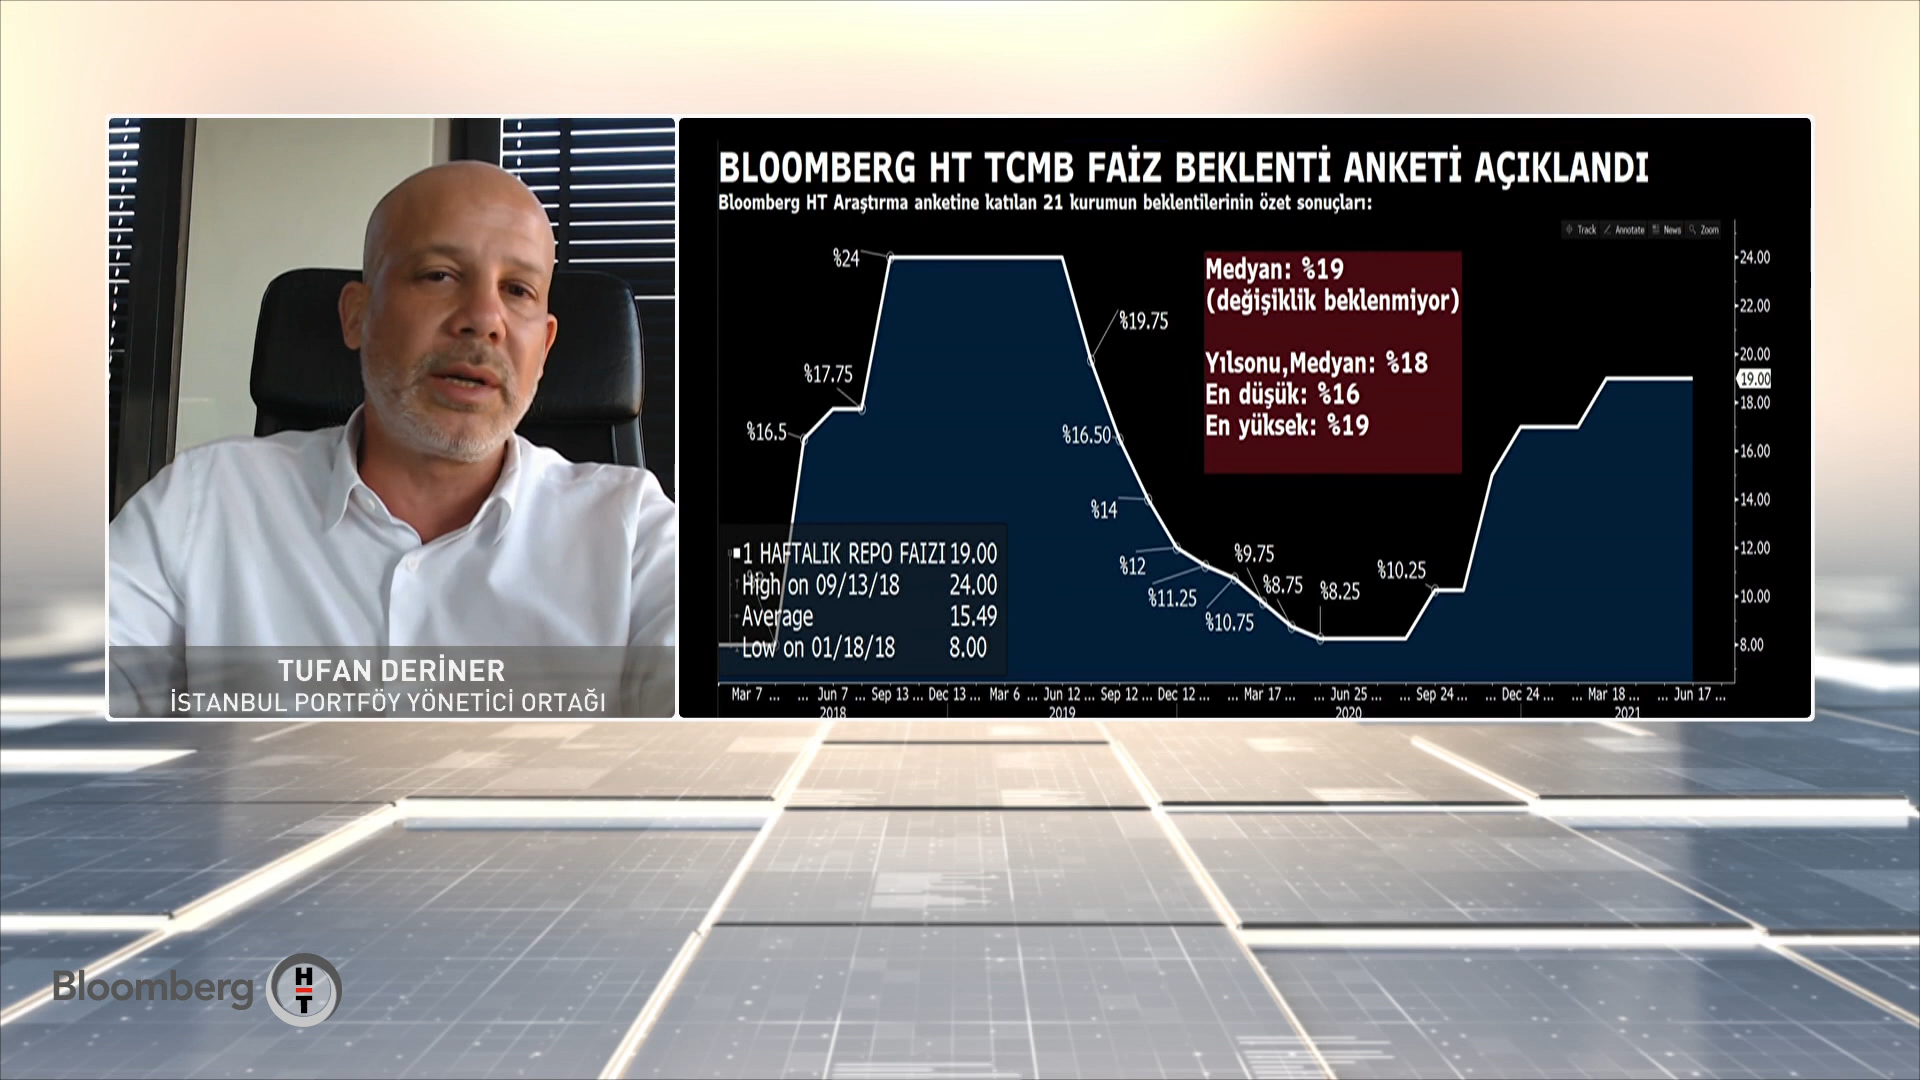 BLOOMBERG HT TCMB FAİZ BEKLENTİ ANKETİ AÇIKLANDI
Bloomberg HT Araştırma anketine katılan 21 kurumun beklentilerinin özet sonuçları:
Track Annotate News Zoom
%24
%17.75
%16.5
%19.75
%16.50
%14
%12
%11.25
%10.75
%9.75
%8.75
%8.25
%10.25
Medyan: %19
(değişiklik beklenmiyor)
Yılsonu,Medyan: %18
En düşük: %16
En yüksek: %19
24.00
22.00
20.00
19.00
18.00
16.00
14.00
12.00
10.00
8.00
1 HAFTALIK REPO FAIZI 19.00
High on 09/13/18 24.00
Average 15.49
Low on 01/18/18 8.00
Mar 7 ... ... Jun 7 ... Sep 13 ... Dec 13 ... Mar 6 ... Jun 12 ... Sep 12 ... Dec 12 ... Mar 17 ... ... Jun 25 ... ... Sep 24 ... ... Dec 24 ... ... Mar 18 ... ... Jun 17 ...
2018 2019 2020 2021
TUFAN DERİNER
İSTANBUL PORTFÖY YÖNETİCİ ORTAĞI
Bloomberg HT